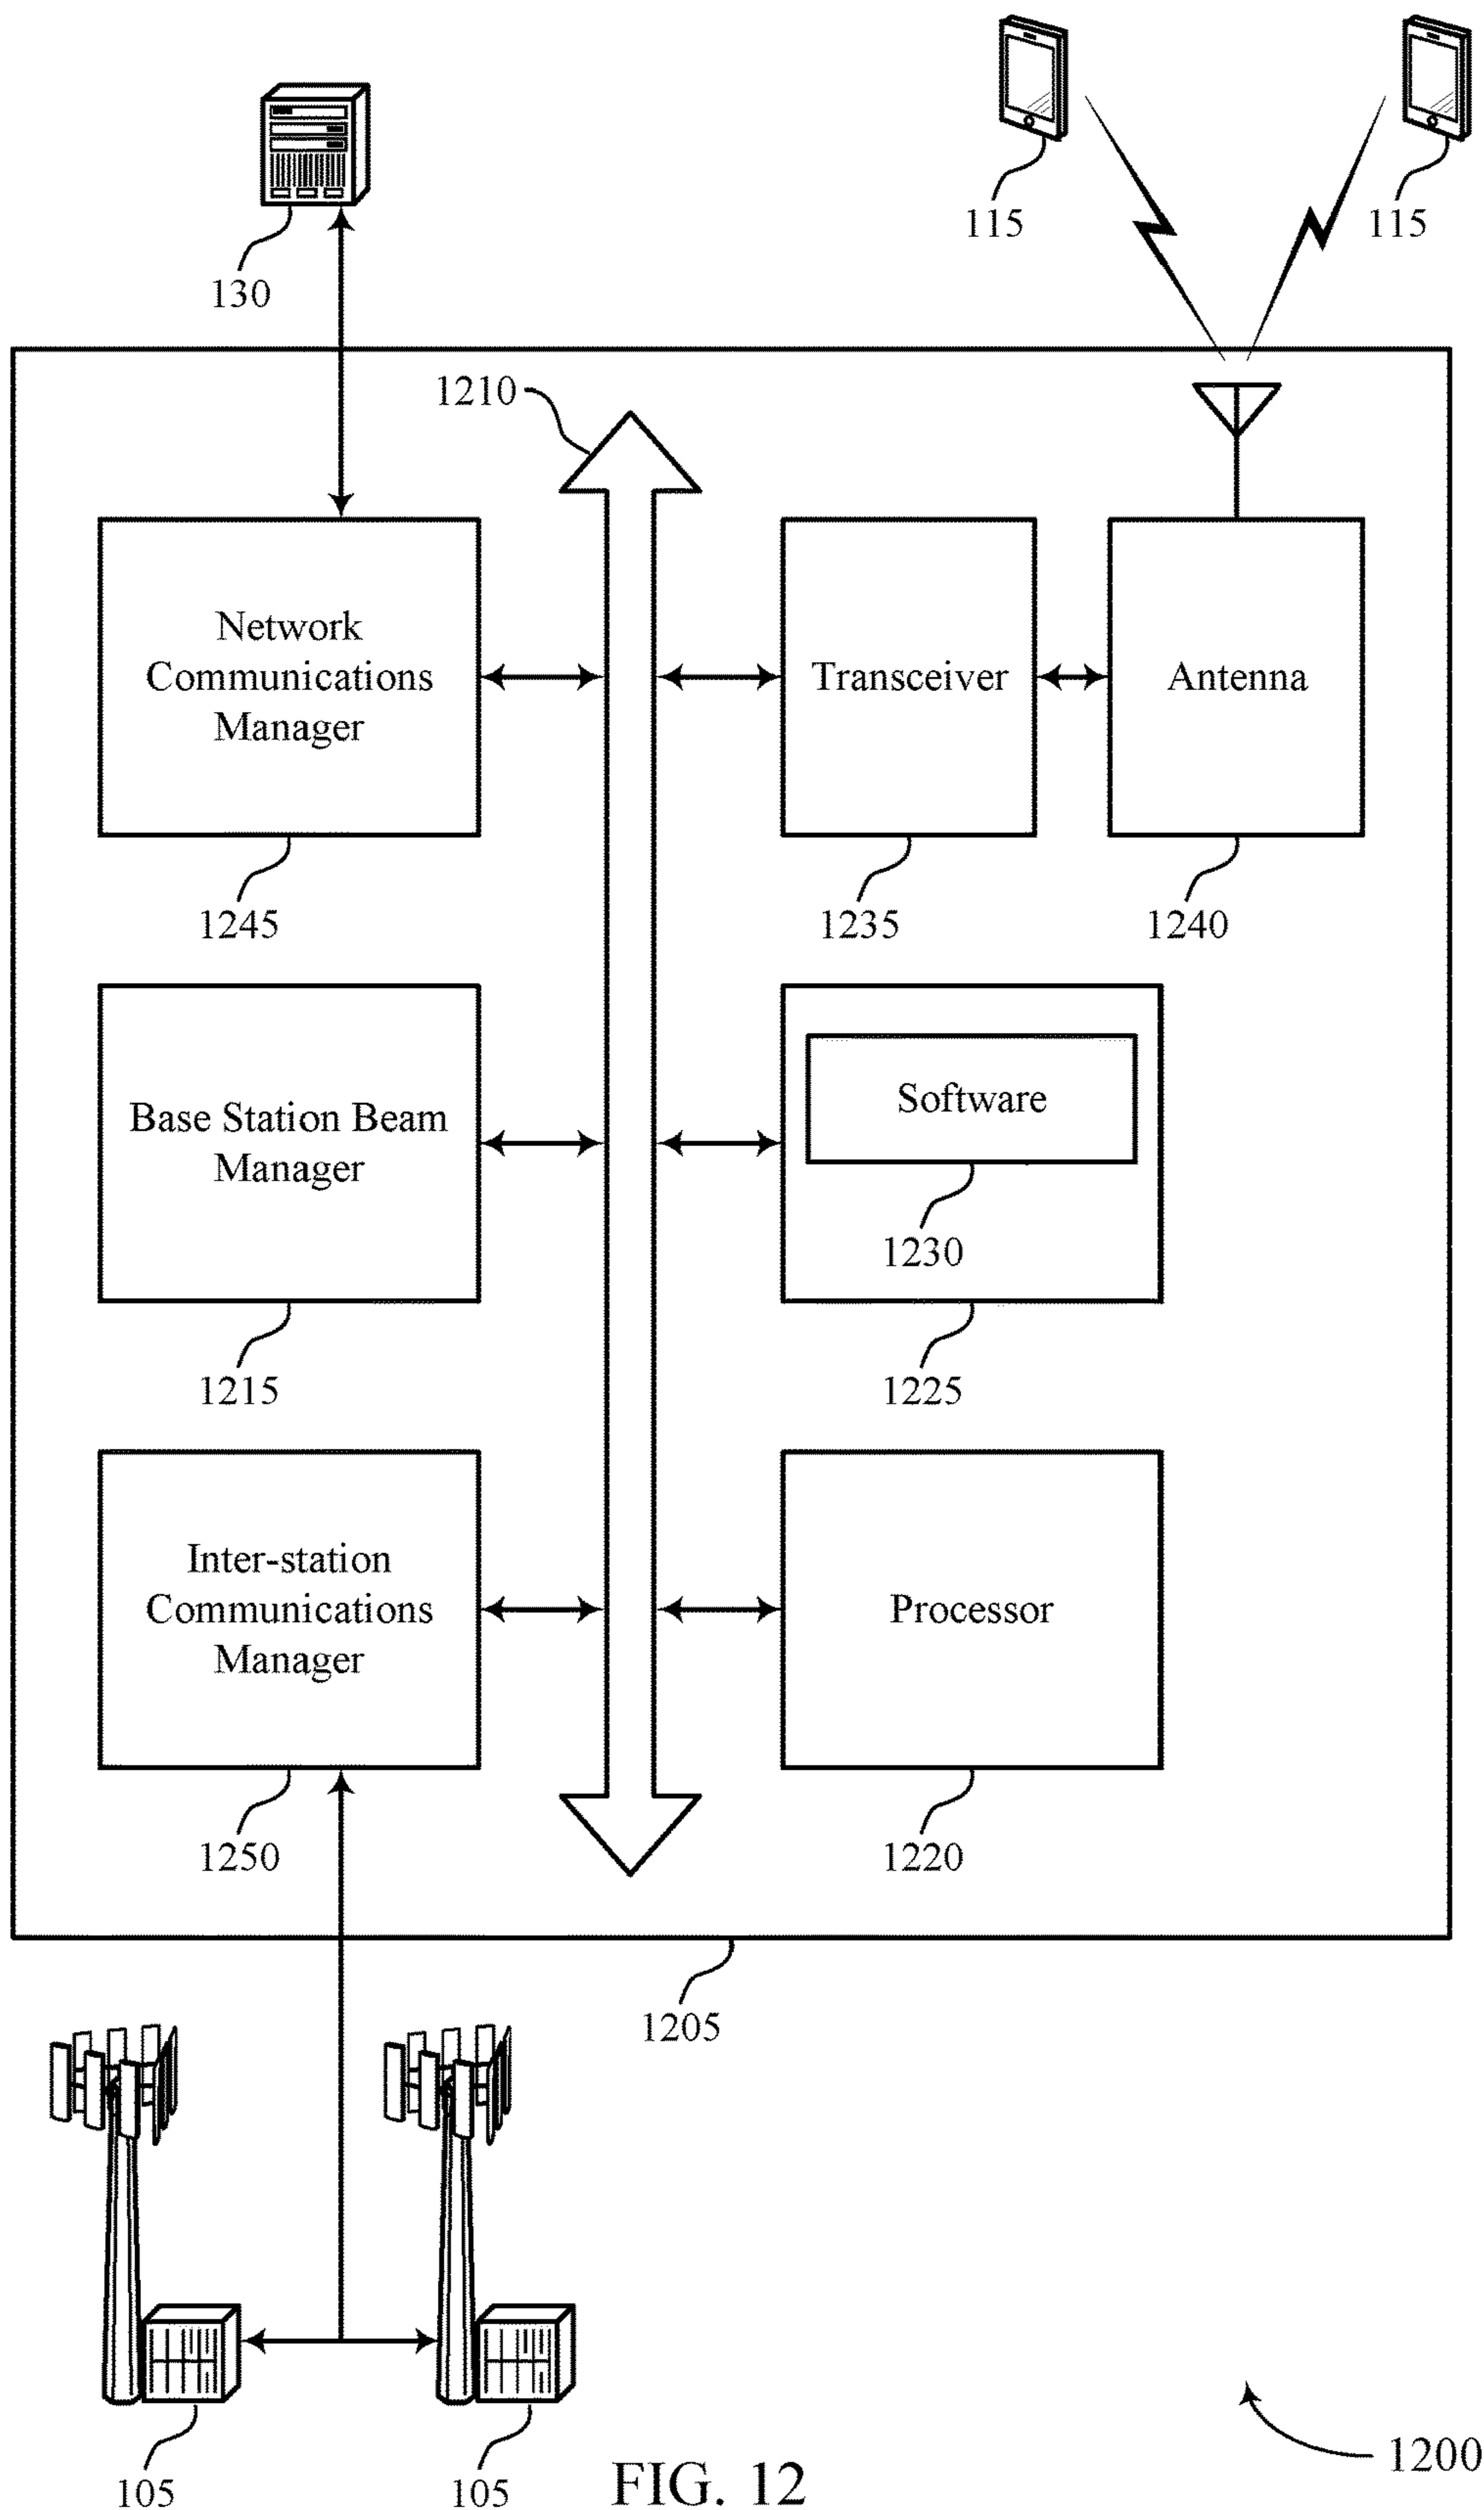 115
115
130
1210
Network
Communications
Manager
Transceiver
Antenna
1245
1235
1240
Software
Base Station Beam
Manager
1230
1215
1225
Inter-station
Communications
Manager
Processor
1250
1220
1205
105
105
FIG. 12
1200